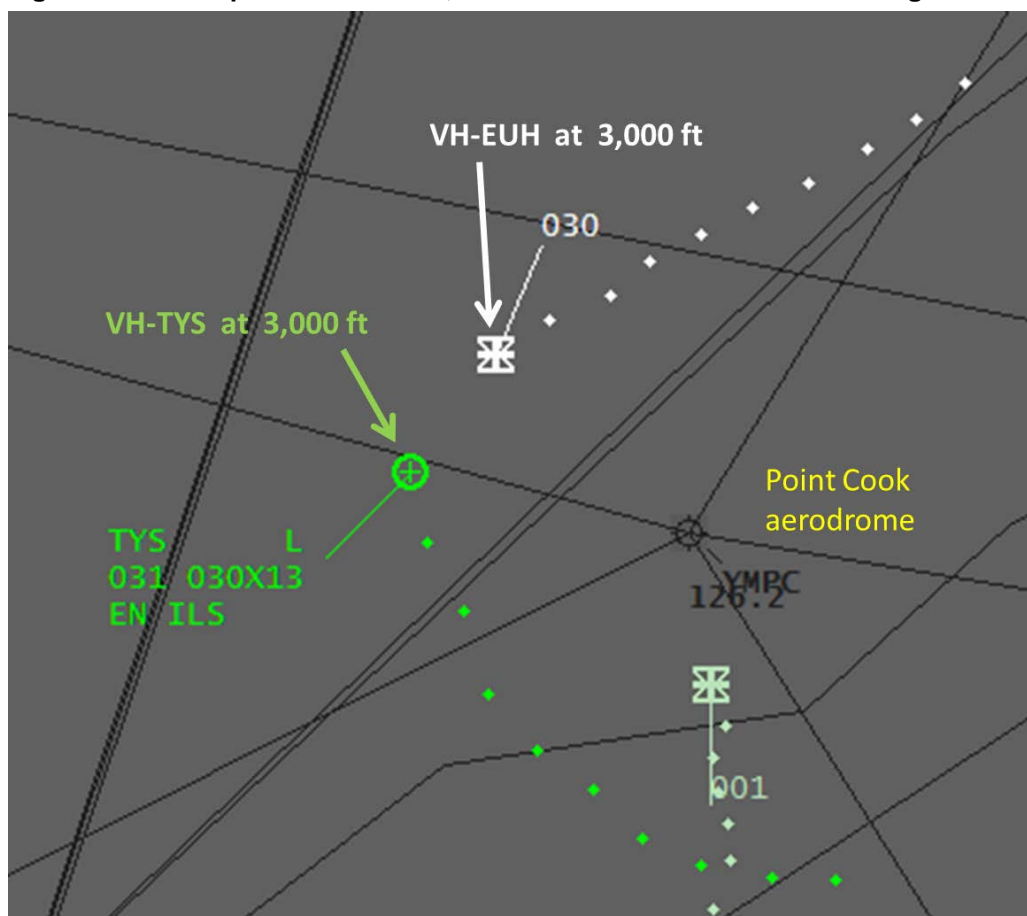 VH-EUH at 3,000 ft
030
VH-TYS at 3,000 ft
Point Cook
aerodrome
TYS L
031 030X13
EN ILS
YMPC
126.2
001